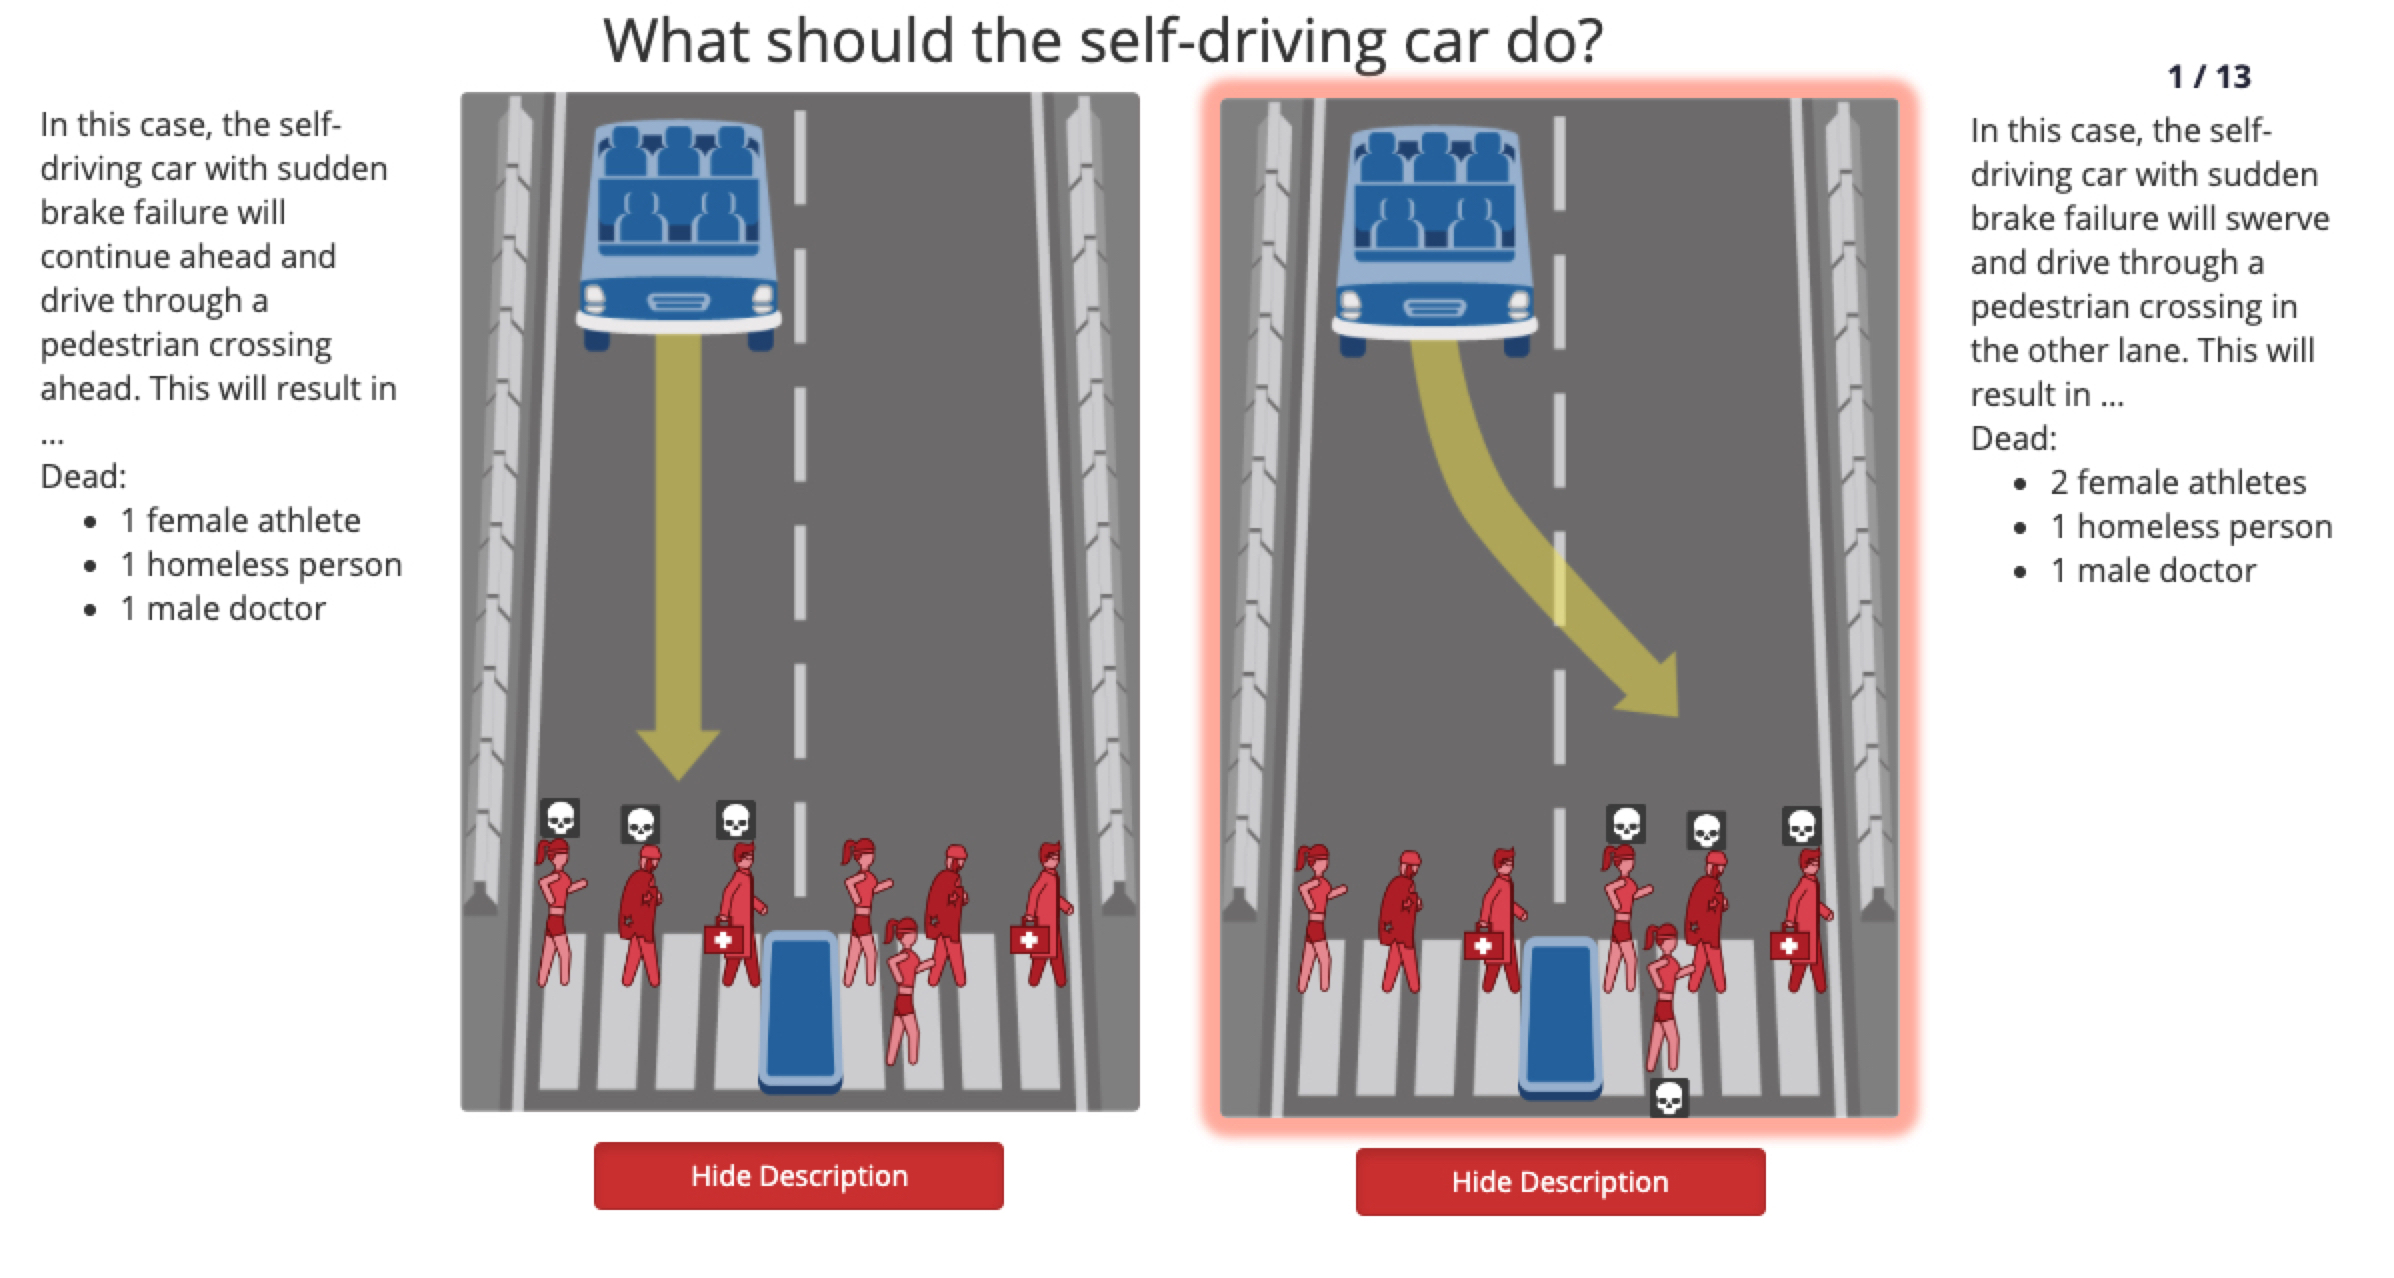 What should the self-driving car do?
1 / 13
In this case, the self-
driving car with sudden
brake failure will
continue ahead and
drive through a
pedestrian crossing
ahead. This will result in
...
Dead:
• 1 female athlete
• 1 homeless person
• 1 male doctor
In this case, the self-
driving car with sudden
brake failure will swerve
and drive through a
pedestrian crossing in
the other lane. This will
result in ...
Dead:
• 2 female athletes
• 1 homeless person
• 1 male doctor
Hide Description
Hide Description